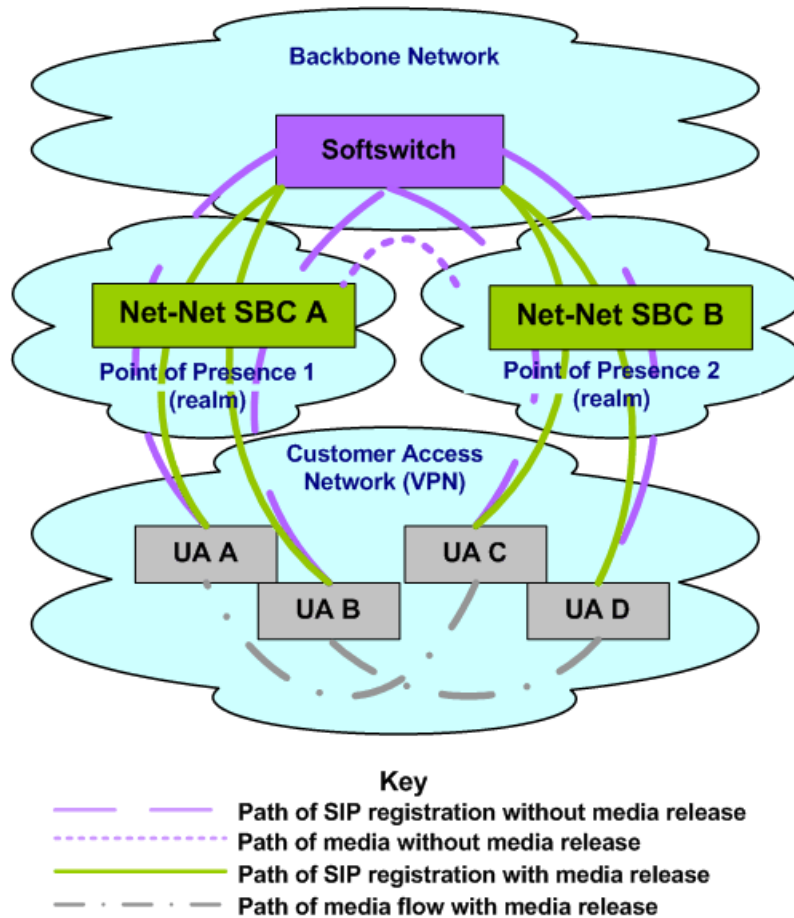 Backbone Network
Softswitch
Net-Net SBC A
Net-Net SBC B
Point of Presence 1
(realm)
Point of Presence 2
(realm)
Customer Access
Network (VPN)
UA A
UA C
UA B
UA D
Key
Path of SIP registration without media release
Path of media without media release
Path of SIP registration with media release
Path of media flow with media release